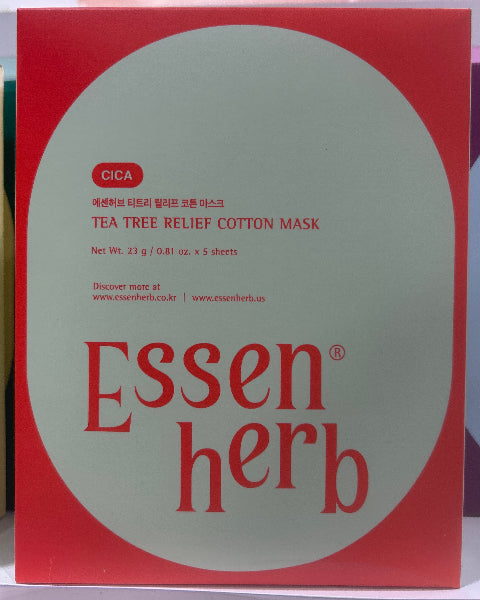 CICA
에센허브 티트리 릴리프 코튼 마스크
TEA TREE RELIEF COTTON MASK
Net Wt. 23 g / 0.81 oz. x 5 sheets
Discover more at
www.essenherb.co.kr | www.essenherb.us
Essen®
herb